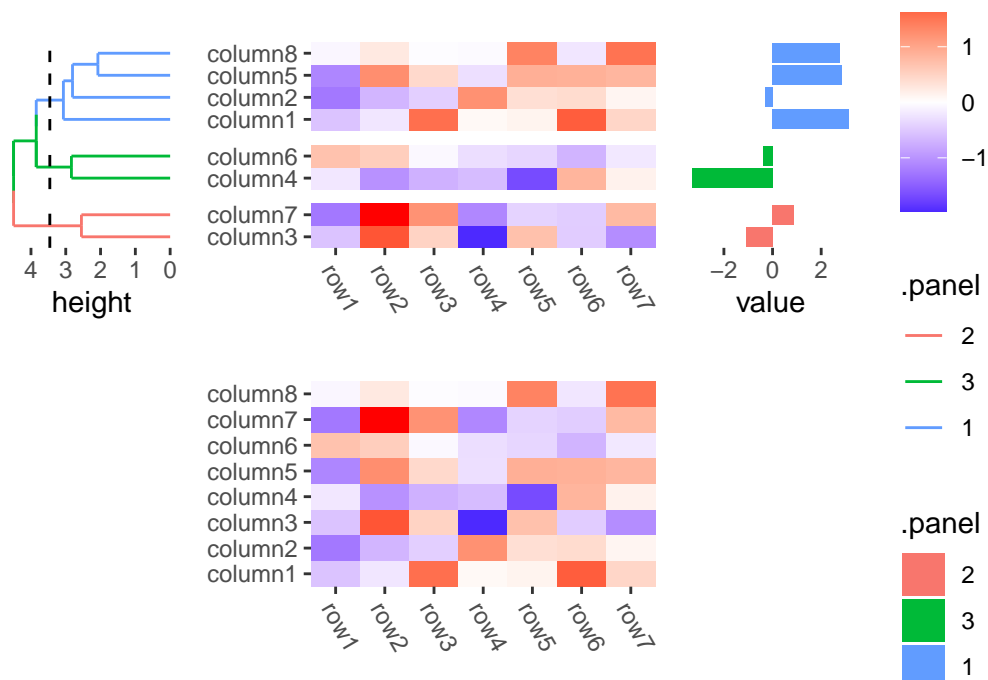 column8
column5
column2
column1
column6
column4
column7
column3
4 3 2 1 0
height
row1 row2 row3 row4 row5 row6 row7
−2 0 2
value
1
0
−1
.panel
2
3
1
column8
column7
column6
column5
column4
column3
column2
column1
row1 row2 row3 row4 row5 row6 row7
.panel
2
3
1